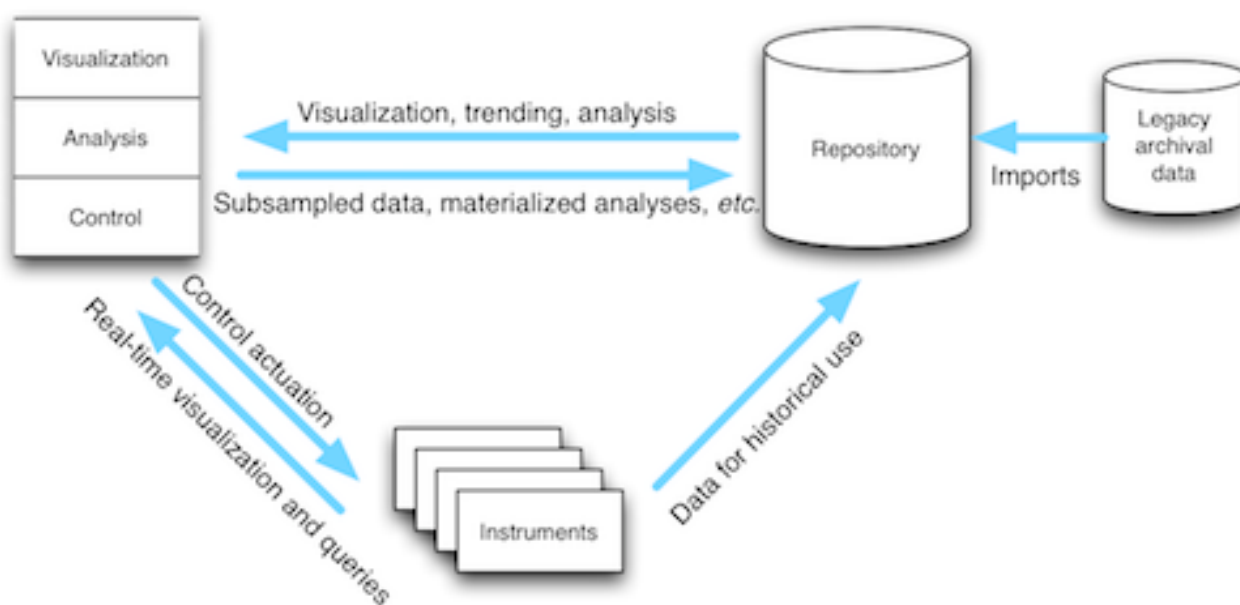 Visualization
Analysis
Control
Visualization, trending, analysis
Subsampled data, materialized analyses, etc.
Repository
Legacy
archival
data
Imports
Control actuation
Real-time visualization and queries
Instruments
Data for historical use